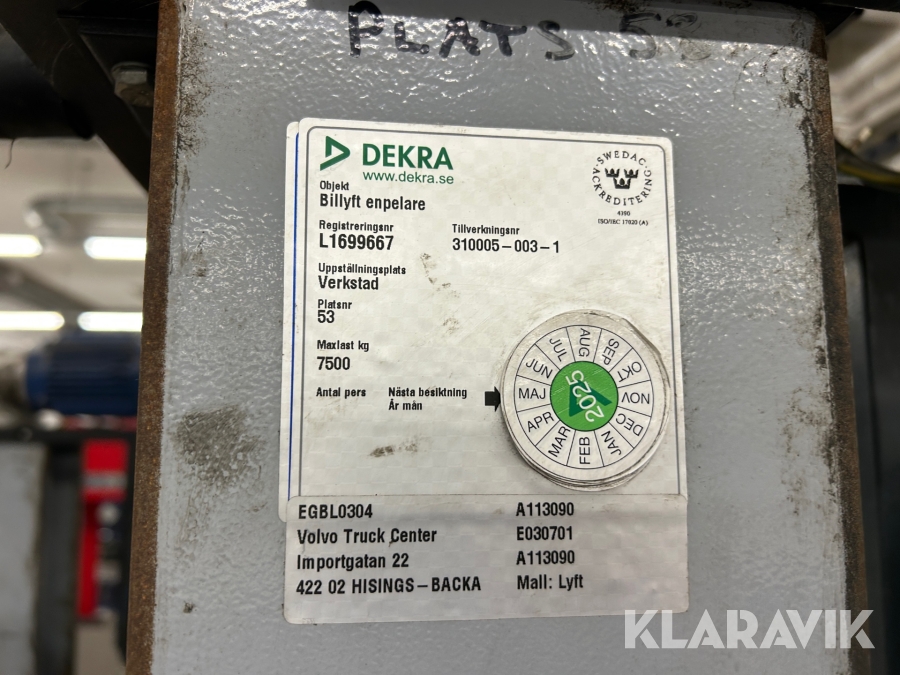 PLATS 53
DEKRA
www.dekra.se
SWEDAC
ACKREDITERING
4390
ISO/IEC 17020 (A)
Objekt
Billyft enpelare
Registreringsnr
L1699667
Tillverkningsnr
310005-003-1
Uppställningsplats
Verkstad
Platsnr
53
Maxlast kg
7500
Antal pers
Nästa besiktning
År mån
JAN
FEB
MAR
APR
MAJ
JUN
JUL
AUG
SEP
OKT
NOV
DEC
2025
EGBL0304
A113090
Volvo Truck Center
E030701
Importgatan 22
A113090
422 02 HISINGS-BACKA
Mall: Lyft
KLARAVIK